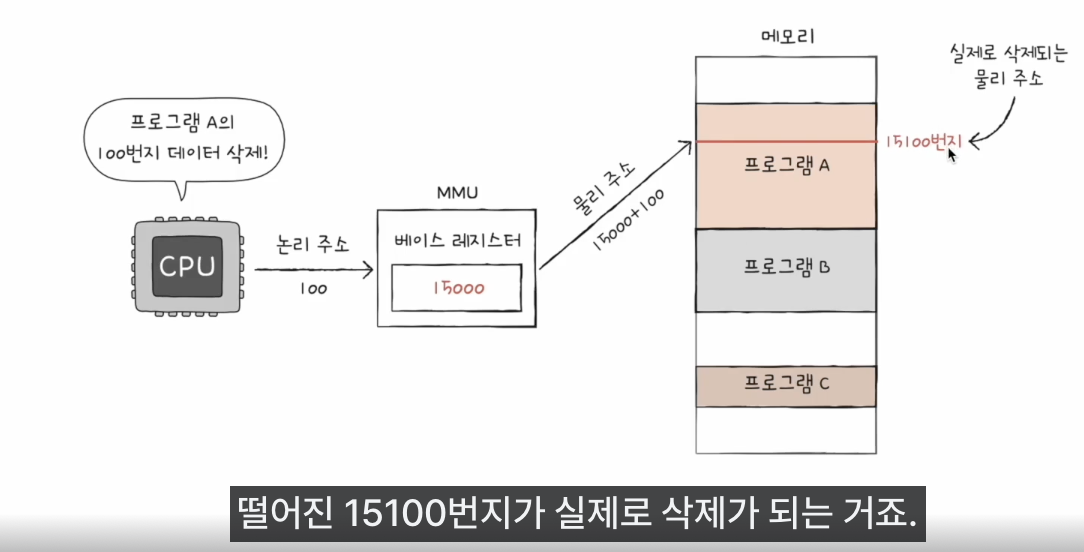 메모리
실제로 삭제되는
물리 주소
프로그램 A의
100번지 데이터 삭제!
15100번지
프로그램 A
물리 주소
15000+100
MMU
논리 주소
베이스 레지스터
CPU
100
15000
프로그램 B
프로그램 C
떨어진 15100번지가 실제로 삭제가 되는 거죠.